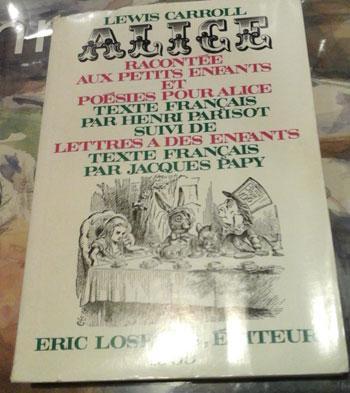 LEWIS CARROLL
ALICE
RACONTÉE
AUX PETITS ENFANTS
ET
POÉSIES POUR ALICE
TEXTE FRANÇAIS
PAR HENRI PARISOT
SUIVI DE
LETTRES A DES ENFANTS
TEXTE FRANÇAIS
PAR JACQUES PAPY
ERIC ÉDITEUR